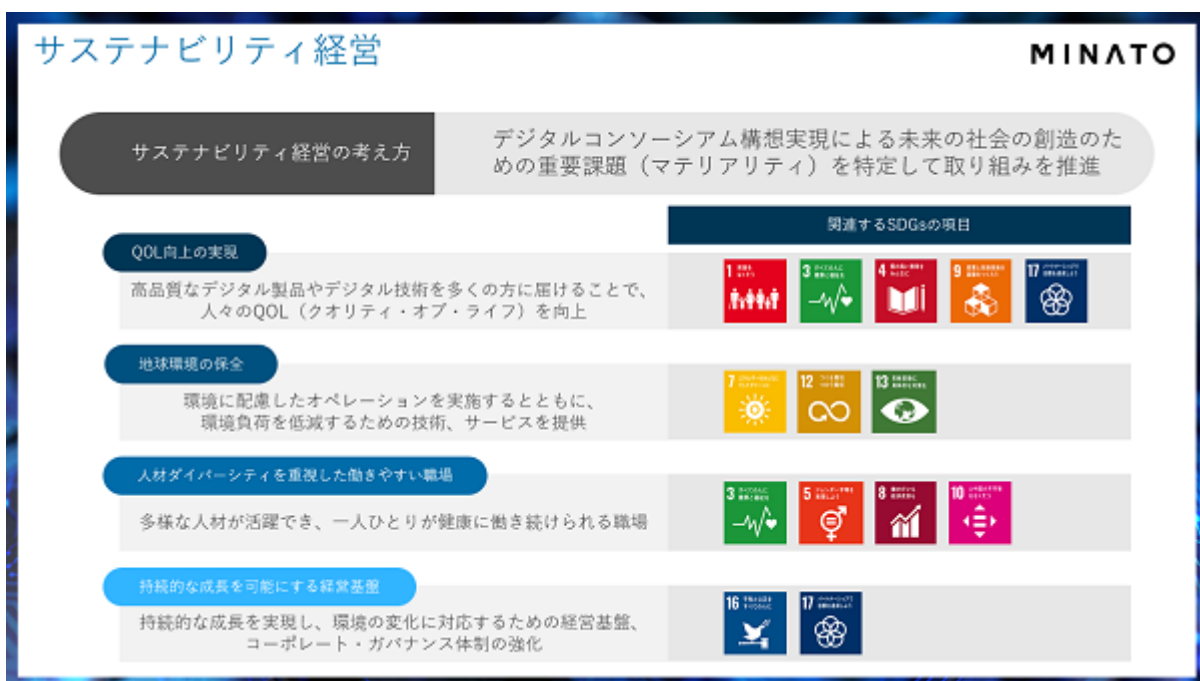 サステナビリティ経営
MINATO
サステナビリティ経営の考え方
デジタルコンソーシアム構想実現による未来の社会の創造のた
めの重要課題（マテリアリティ）を特定して取り組みを推進
関連するSDGsの項目
QOL向上の実現
高品質なデジタル製品やデジタル技術を多くの方に届けることで、
人々のQOL（クオリティ・オブ・ライフ）を向上
1
3
4
9
17
地球環境の保全
環境に配慮したオペレーションを実施するとともに、
環境負荷を低減するための技術、サービスを提供
7
12
13
人材ダイバーシティを重視した働きやすい職場
多様な人材が活躍でき、一人ひとりが健康に働き続けられる職場
3
5
8
10
持続的な成長を可能にする経営基盤
持続的な成長を実現し、環境の変化に対応するための経営基盤、
コーポレート・ガバナンス体制の強化
16
17